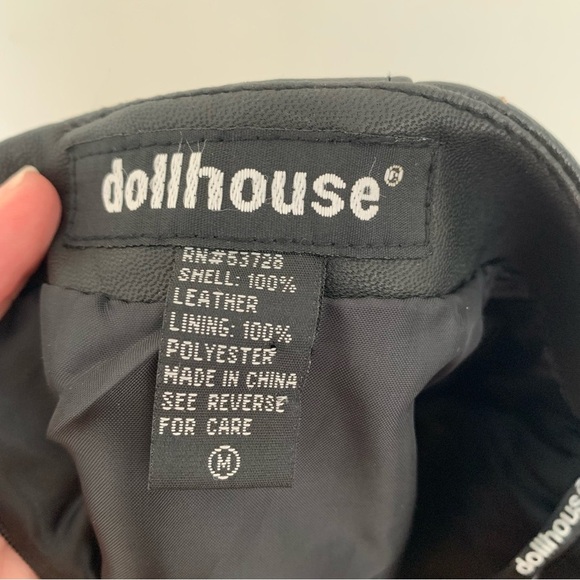 dollhouse©
RN#53728
SHELL: 100%
LEATHER
LINING: 100%
POLYESTER
MADE IN CHINA
SEE REVERSE
FOR CARE
M
dollhouse